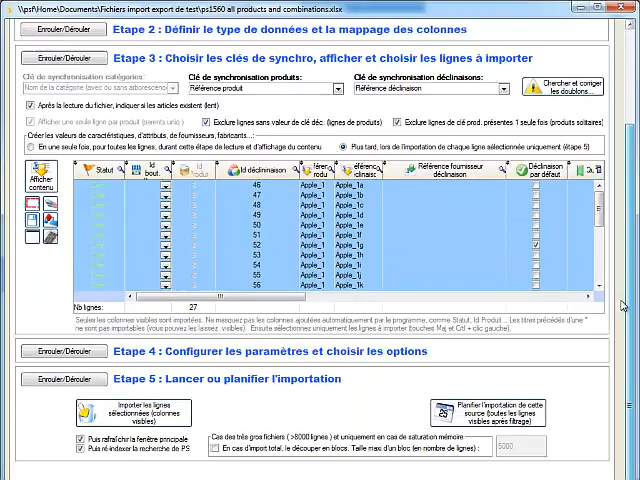 \\psf\Home\Documents\Fichiers import export de test\ps1560 all products and combinations.xlsx
Enrouler/Dérouler
Etape 2 : Définir le type de données et la mappage des colonnes
Enrouler/Dérouler
Etape 3 : Choisir les clés de synchro, afficher et choisir les lignes à importer
Clé de synchronisation catégories:
Clé de synchronisation produits:
Clé de synchronisation déclinaisons:
Nom de la catégorie (avec ou sans arborescence
Référence produit
Référence déclinaison
Chercher et corriger
les doublons...
Après la lecture du fichier, indiquer si les articles existent (lent)
Afficher une seule ligne par produit (parents uniq.)
Exclure lignes sans valeur de clé déc. (lignes de produits)
Exclure lignes de clé prod. présentes 1 seule fois (produits solitaires)
Créer les valeurs de caractéristiques, d'attributs, de fournisseurs, fabricants...:
En une seule fois, pour toutes les lignes, durant cette étape de lecture et d'affichage du contenu
Plus tard, lors de l'importation de chaque ligne sélectionnée uniquement (étape 5)
Afficher
contenu
Statut
Id
bout.
Id
Id déclininaison
Référence fournisseur
déclinaison
Déclinaison
par défaut
46 Apple_1 Apple_1a
47 Apple_1 Apple_1b
48 Apple_1 Apple_1c
49 Apple_1 Apple_1d
50 Apple_1 Apple_1e
51 Apple_1 Apple_1f
52 Apple_1 Apple_1g
53 Apple_1 Apple_1h
54 Apple_1 Apple_1i
55 Apple_1 Apple_1j
56 Apple_1 Apple_1k
Nb lignes: 27
Seules les colonnes visibles sont importées. Ne masquez pas les colonnes ajoutées automatiquement par le programme, comme Statut, Id Produit... Les titres précédés d'une *
ne sont pas importables (vous pouvez les laissez visibles). Ensuite sélectionnez uniquement les lignes à importer (touches Maj et Crtl + clic gauche).
Enrouler/Dérouler
Etape 4 : Configurer les paramètres et choisir les options
Enrouler/Dérouler
Etape 5 : Lancer ou planifier l'importation
Importer les lignes
sélectionnées (colonnes
visibles)
25
Planifier l'importation de cette
source (toutes les lignes
visibles après filtrage)
Puis rafraîchir la fenêtre principale
Puis ré-indexer la recherche de PS
Cas des très gros fichiers ( >8000 lignes ) et uniquement en cas de saturation mémoire
En cas d'import total, le découper en blocs. Taille maxi d'un bloc (en nombre de lignes) :
5000